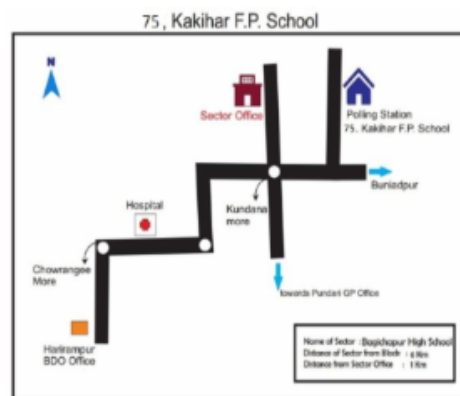 75, Kakihar F.P. School
N
Sector Office
Polling Station
75. Kakihar F.P. School
Buniadpur
Hospital
Kundana
more
Chowrangee
More
towards Pundari GP Office
Harirampur
BDO Office
Name of Sector : Bagichapur High School
Distance of Sector from Block : 6 Km
Distance from Sector Office : 1 Km